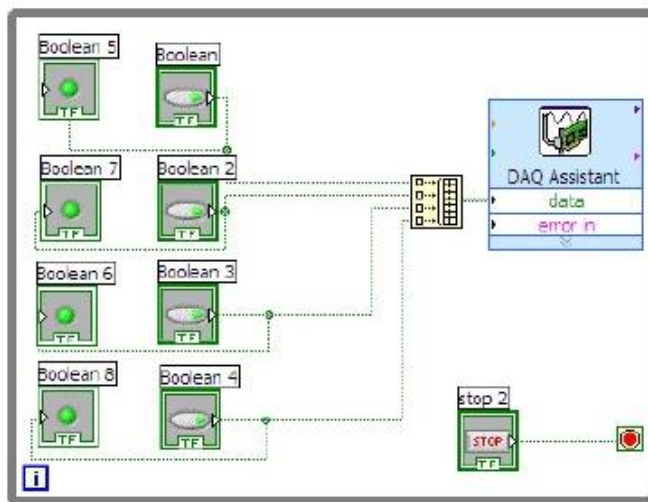 Boolean 5
Boolean
TF
TF
Boolean 7
Boolean 2
TF
TF
DAQ Assistant
data
error in
Boolean 6
Boolean 3
TF
TF
Boolean 8
Boolean 4
TF
TF
stop 2
STOP
TF
i